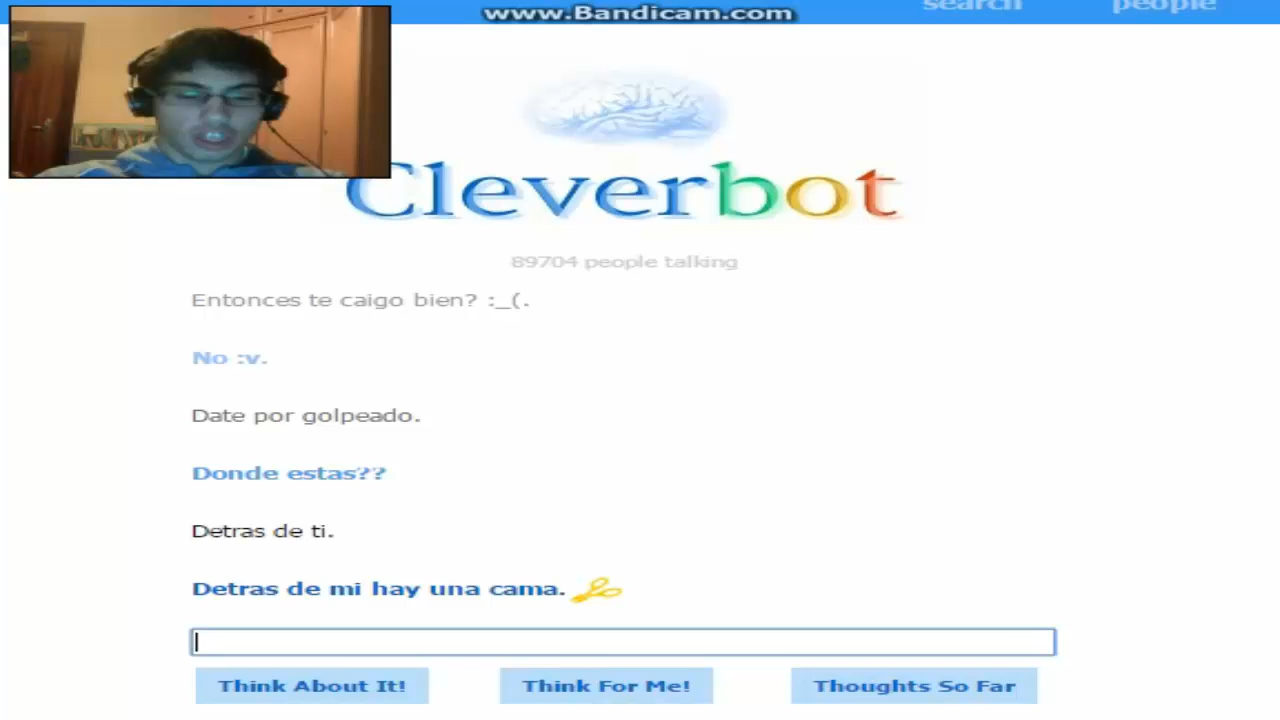 www.Bandicam.com
search people
Cleverbot
89704 people talking
Entonces te caigo bien? :_(.
No :v.
Date por golpeado.
Donde estas??
Detras de ti.
Detras de mi hay una cama.
Think About It! Think For Me! Thoughts So Far